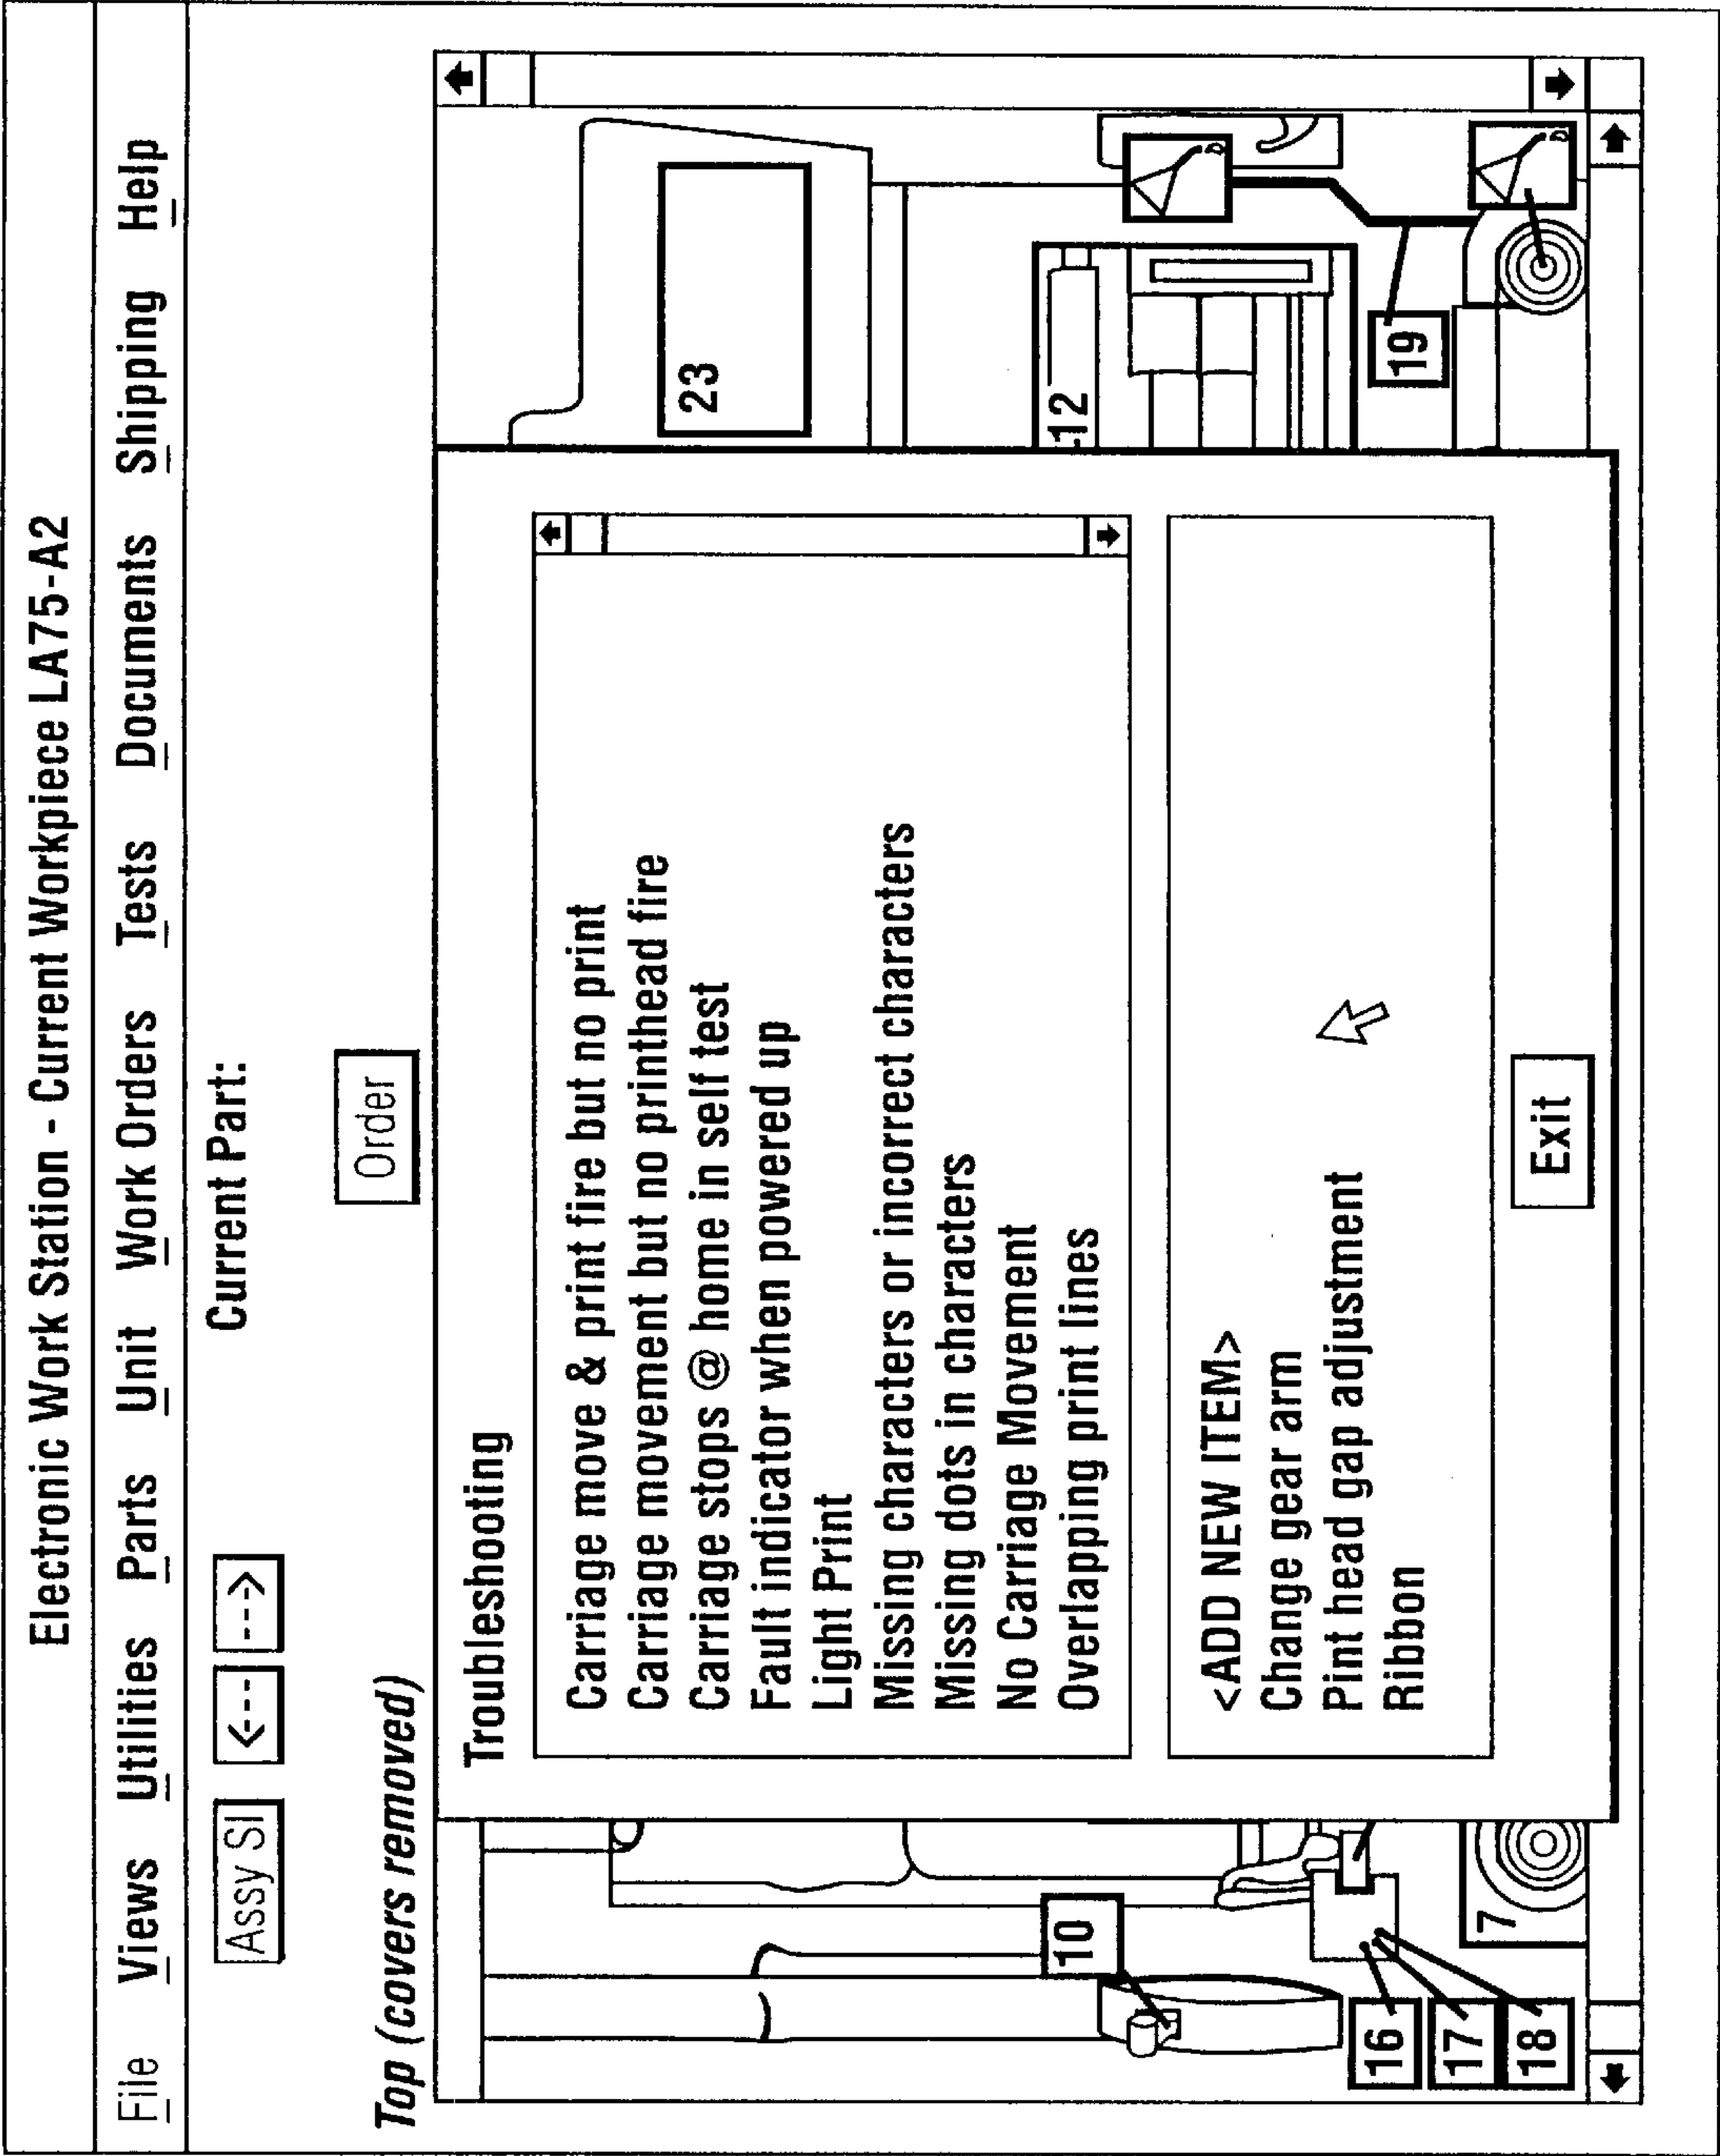 Electronic Work Station - Current Workpiece LA75-A2
File Views Utilities Parts Unit Work Orders Tests Documents Shipping Help
Assy SI <--- ---> Current Part:
Order
Top (covers removed)
Troubleshooting
Carriage move & print fire but no print
Carriage movement but no printhead fire
Carriage stops @ home in self test
Fault indicator when powered up
Light Print
Missing characters or incorrect characters
Missing dots in characters
No Carriage Movement
Overlapping print lines
<ADD NEW ITEM>
Change gear arm
Pint head gap adjustment
Ribbon
Exit
23
12
10
19
16
17
18
7